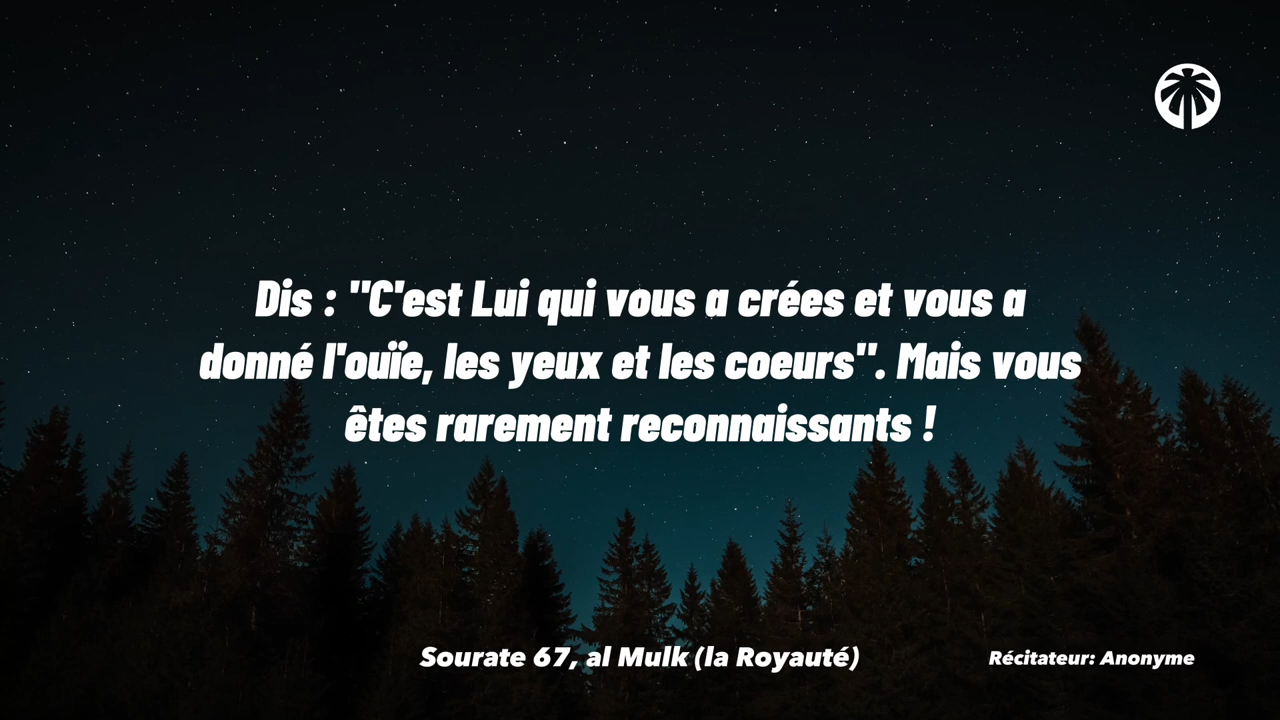 Dis : "C'est Lui qui vous a crées et vous a
donné l'ouïe, les yeux et les coeurs". Mais vous
êtes rarement reconnaissants !
Sourate 67, al Mulk (la Royauté)
Récitateur: Anonyme